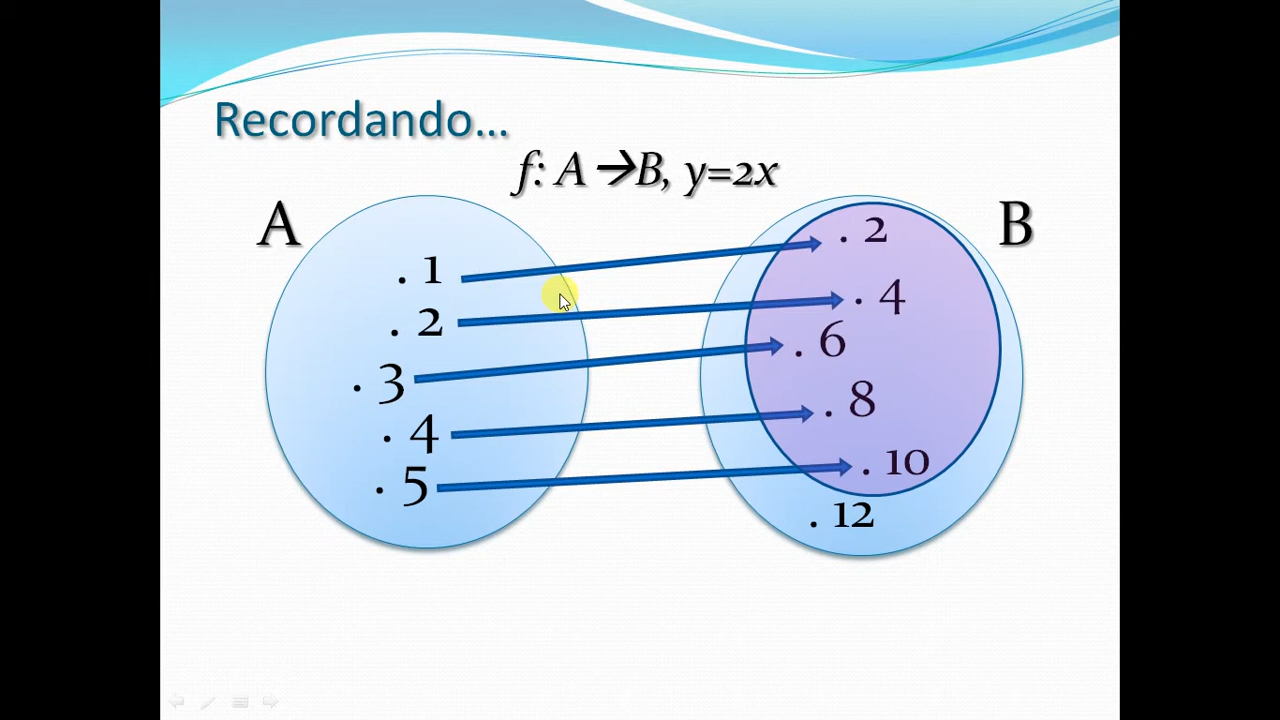 Recordando...
f: A→B, y=2x
A
B
. 1
. 2
. 3
. 4
. 5
. 2
. 4
. 6
. 8
. 10
. 12